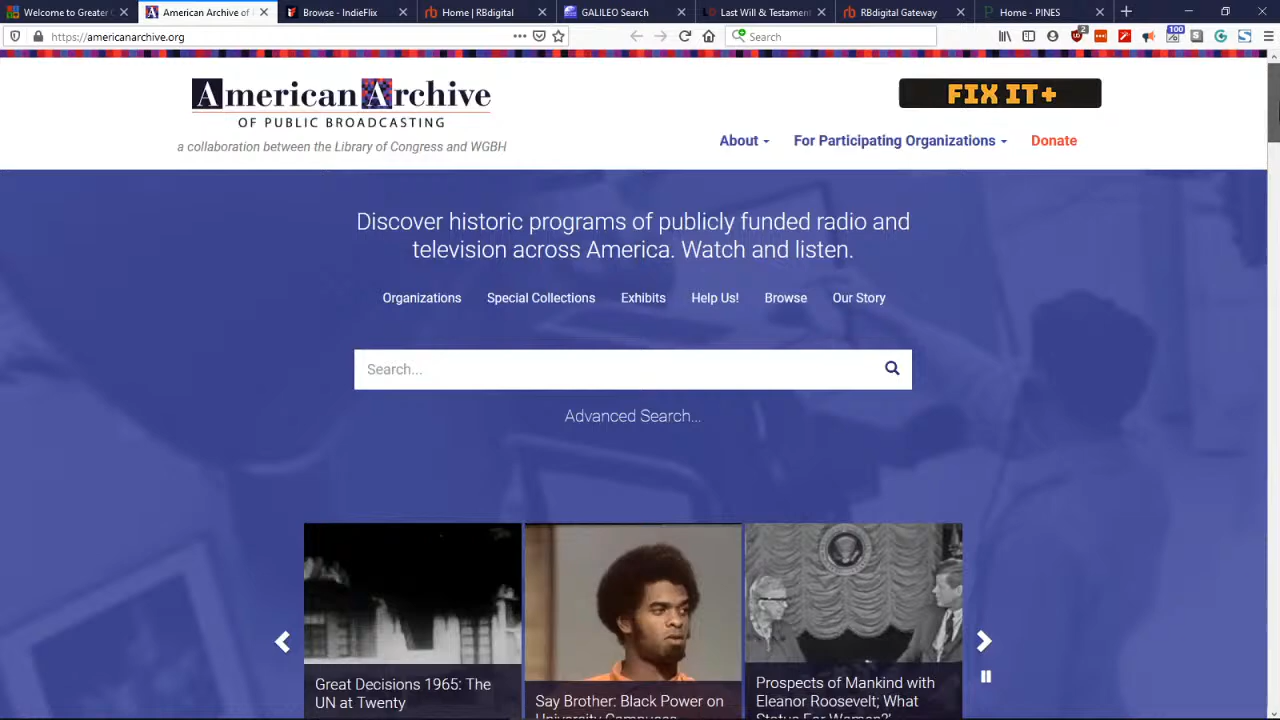 Welcome to Greater C
American Archive of
Browse - IndieFlix
Home | RBdigital
GALILEO Search
Last Will & Testament
RBdigital Gateway
Home - PINES
https://americanarchive.org
Search
2
100
American Archive
OF PUBLIC BROADCASTING
a collaboration between the Library of Congress and WGBH
FIX IT+
About
For Participating Organizations
Donate
Discover historic programs of publicly funded radio and
television across America. Watch and listen.
Organizations
Special Collections
Exhibits
Help Us!
Browse
Our Story
Search...
Advanced Search...
Great Decisions 1965: The
UN at Twenty
Say Brother: Black Power on
University Campuses
Prospects of Mankind with
Eleanor Roosevelt; What
Status For Women?'